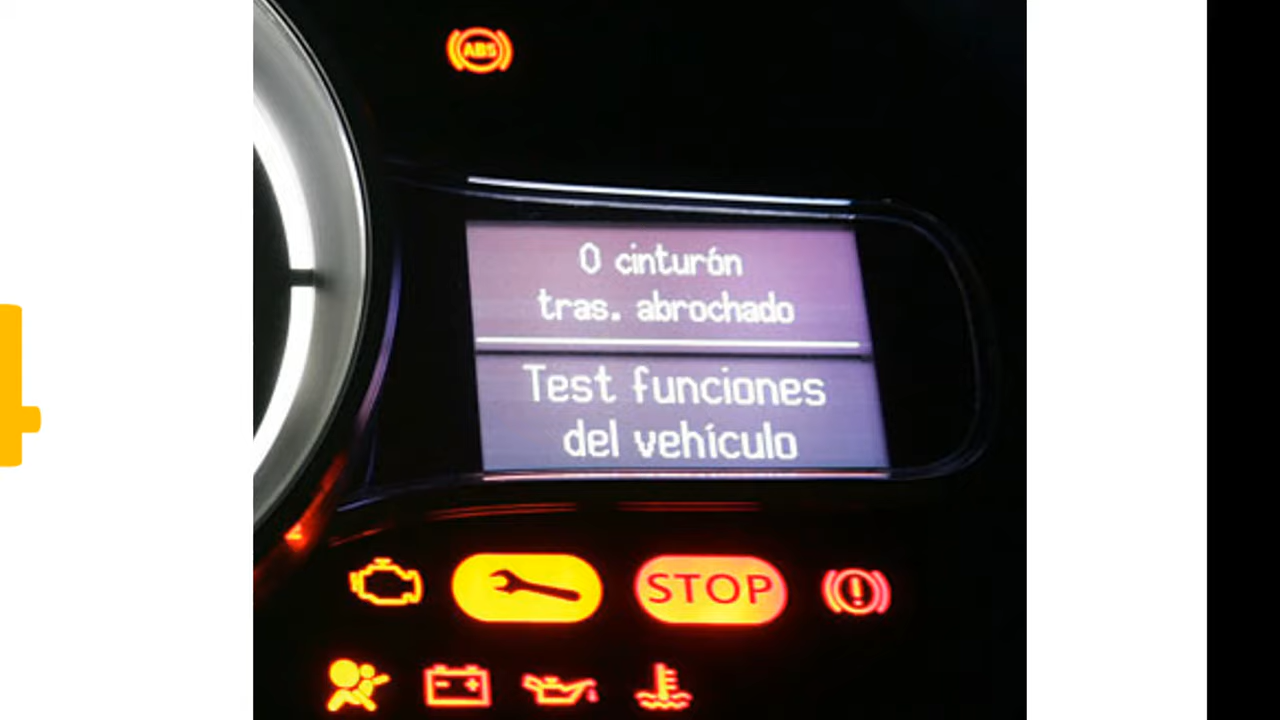 ABS
0 cinturón
tras. abrochado
Test funciones
del vehículo
STOP